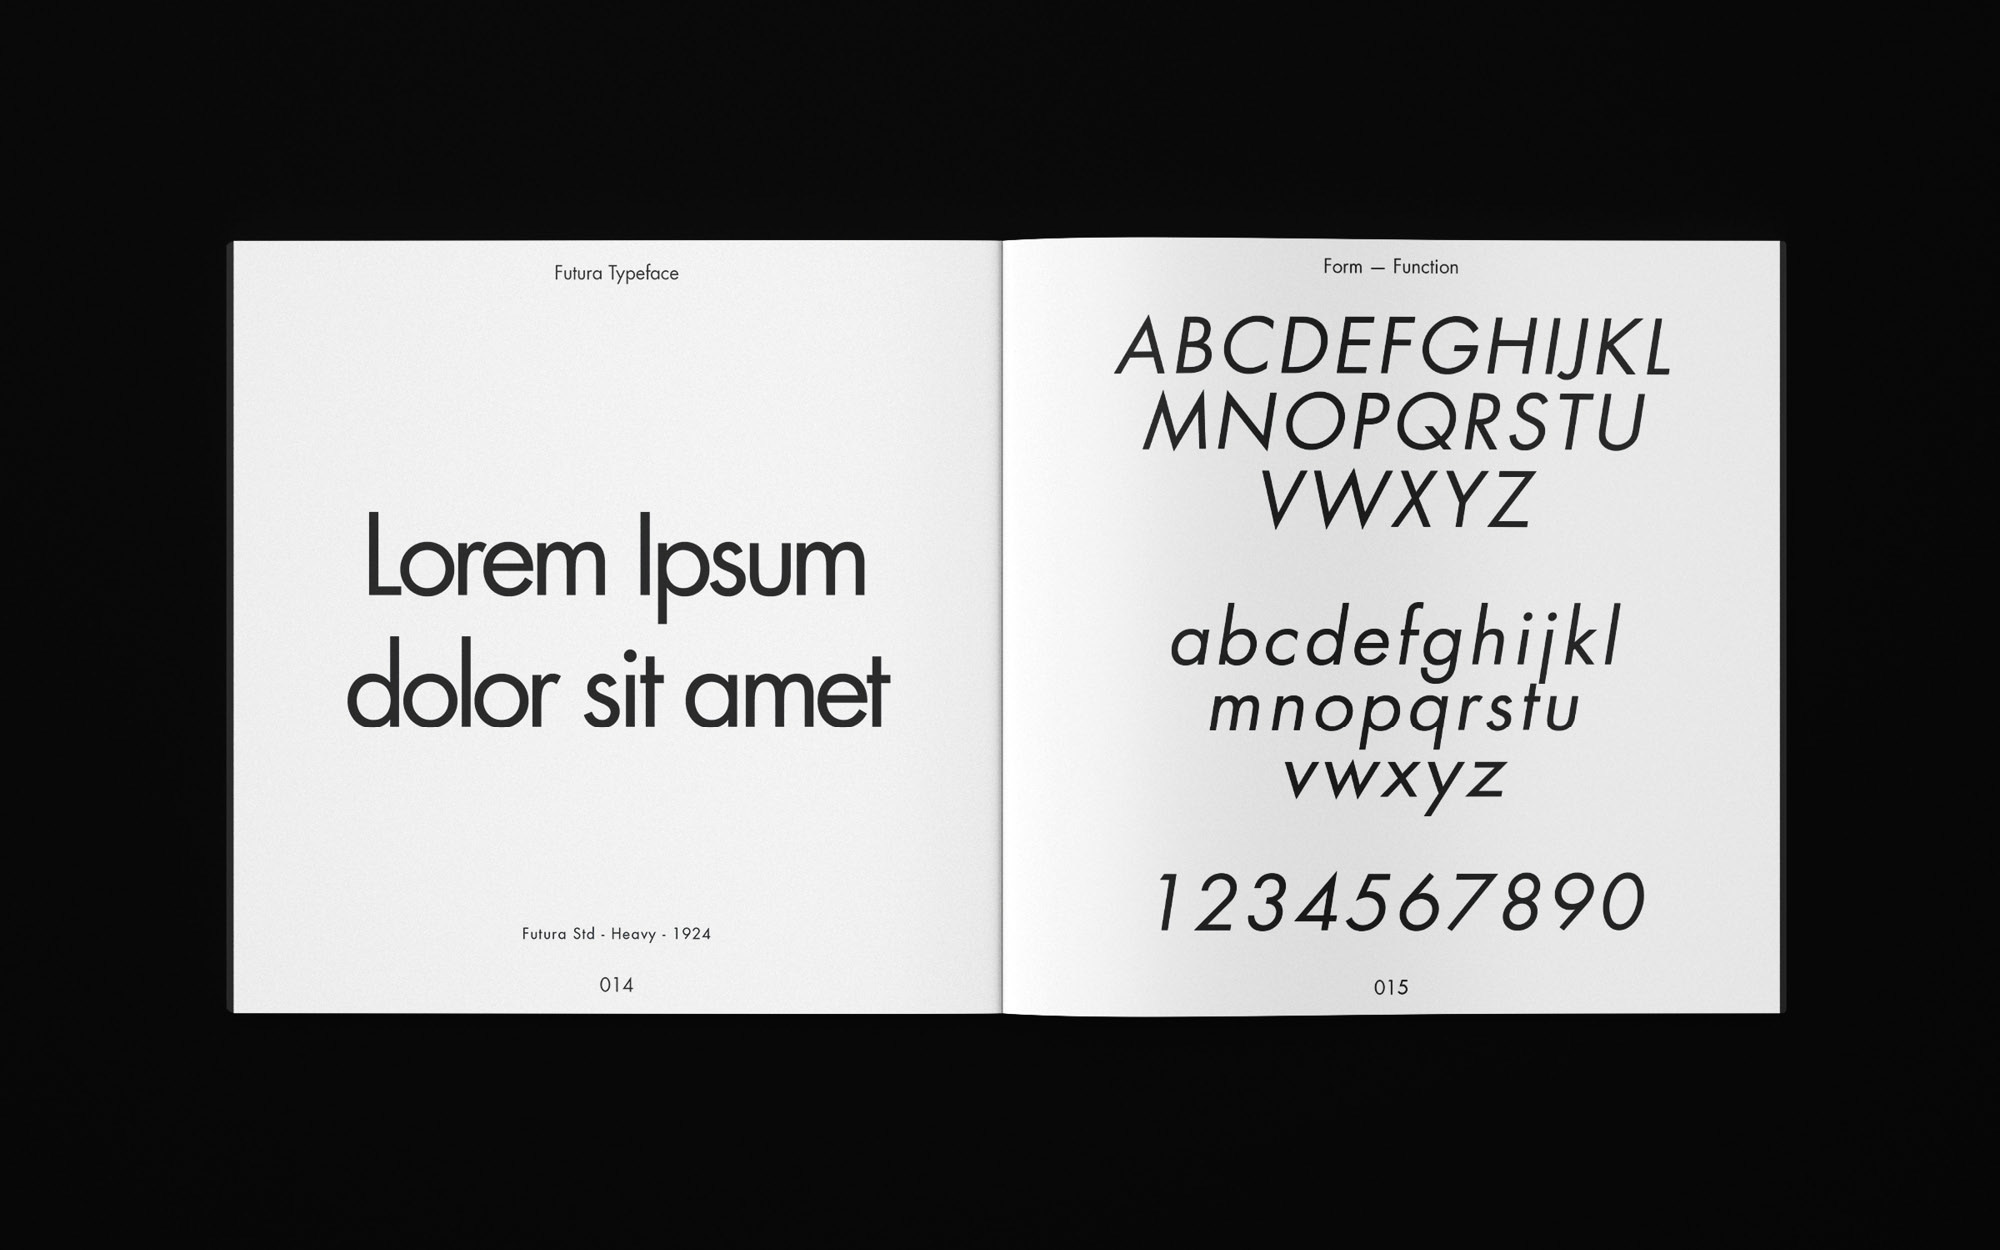 Futura Typeface
Lorem Ipsum
dolor sit amet
Futura Std - Heavy - 1924
014
Form — Function
ABCDEFGHIJKL
MNOPQRSTU
VWXYZ
abcdefghijkl
mnopqrstu
vwxyz
1234567890
015